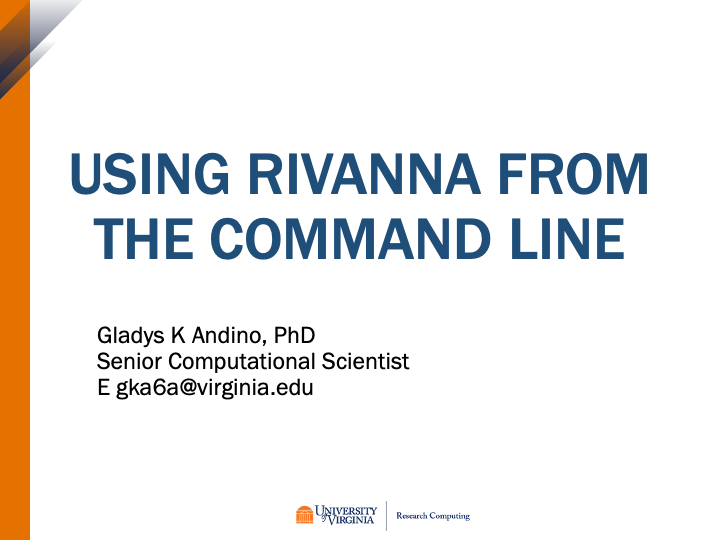 USING RIVANNA FROM
THE COMMAND LINE
Gladys K Andino, PhD
Senior Computational Scientist
E gka6a@virginia.edu
UNIVERSITY
of VIRGINIA
Research Computing